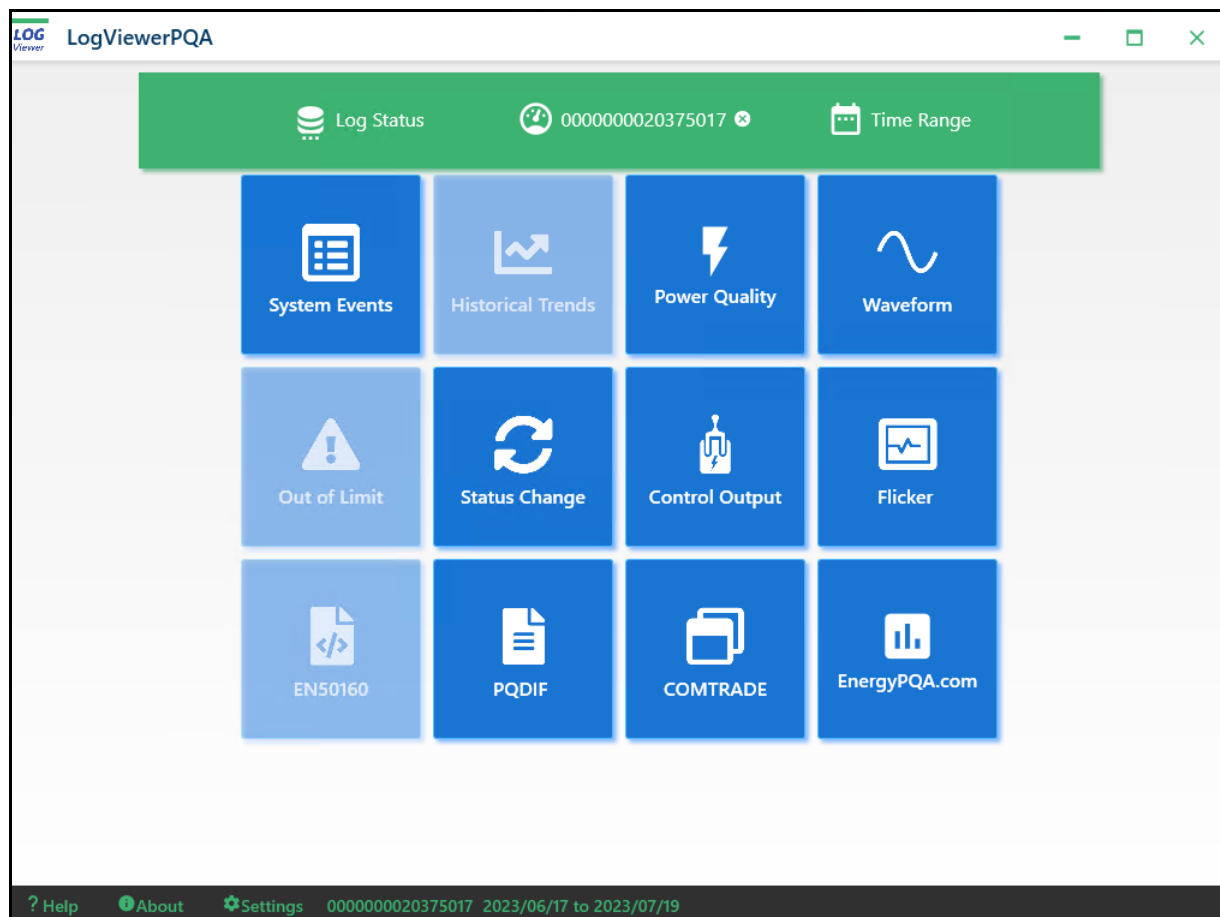 LOG
Viewer
LogViewerPQA
Log Status
0000000020375017
Time Range
System Events
Historical Trends
Power Quality
Waveform
Out of Limit
Status Change
Control Output
Flicker
EN50160
PQDIF
COMTRADE
EnergyPQA.com
? Help
About
Settings
0000000020375017 2023/06/17 to 2023/07/19